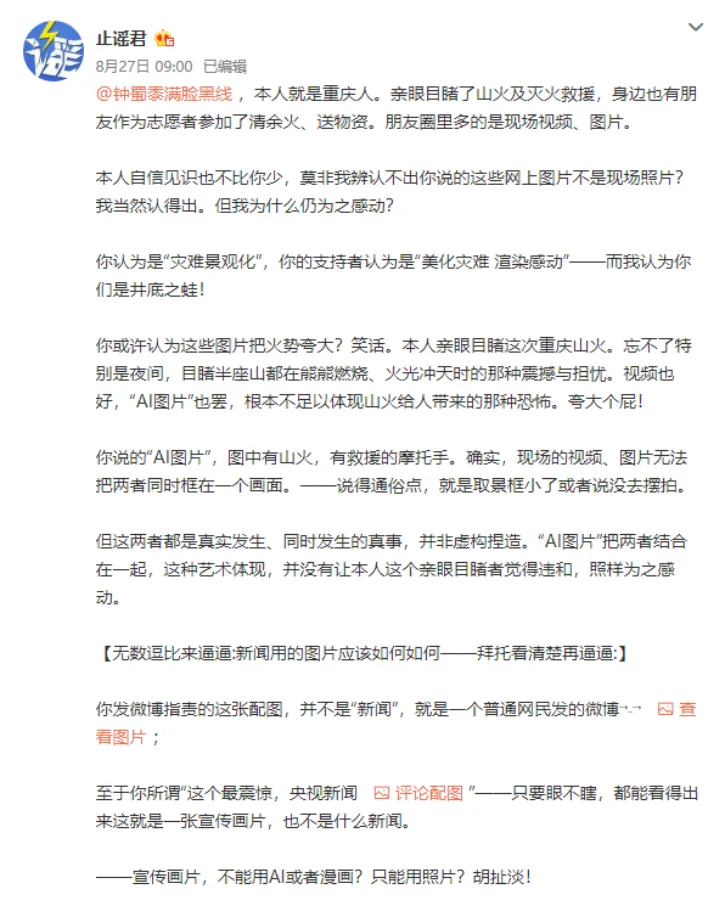 止谣君
8月27日 09:00 已编辑
@钟蜀黍满脸黑线 ，本人就是重庆人。亲眼目睹了山火及灭火救援，身边也有朋
友作为志愿者参加了清余火、送物资。朋友圈里多的是现场视频、图片。
本人自信见识也不比你少，莫非我辨认不出你说的这些网上图片不是现场照片？
我当然认得出。但我为什么仍为之感动？
你认为是“灾难景观化”，你的支持者认为是“美化灾难 渲染感动”——而我认为你
们是井底之蛙！
你或许认为这些图片把火势夸大？笑话。本人亲眼目睹这次重庆山火。忘不了特
别是夜间，目睹半座山都在熊熊燃烧、火光冲天时的那种震撼与担忧。视频也
好，“AI图片”也罢，根本不足以体现山火给人带来的那种恐怖。夸大个屁！
你说的“AI图片”，图中有山火，有救援的摩托手。确实，现场的视频、图片无法
把两者同时框在一个画面。——说得通俗点，就是取景框小了或者说没去摆拍。
但这两者都是真实发生、同时发生的真事，并非虚构捏造。“AI图片”把两者结合
在一起，这种艺术体现，并没有让本人这个亲眼目睹者觉得违和，照样为之感
动。
【无数逗比来逼逼:新闻用的图片应该如何如何——拜托看清楚再逼逼:】
你发微博指责的这张配图，并不是“新闻”，就是一个普通网民发的微博→_→ 查
看图片 ；
至于你所谓“这个最震惊，央视新闻 评论配图 ”——只要眼不瞎，都能看得出
来这就是一张宣传画片，也不是什么新闻。
——宣传画片，不能用AI或者漫画？只能用照片？胡扯淡！